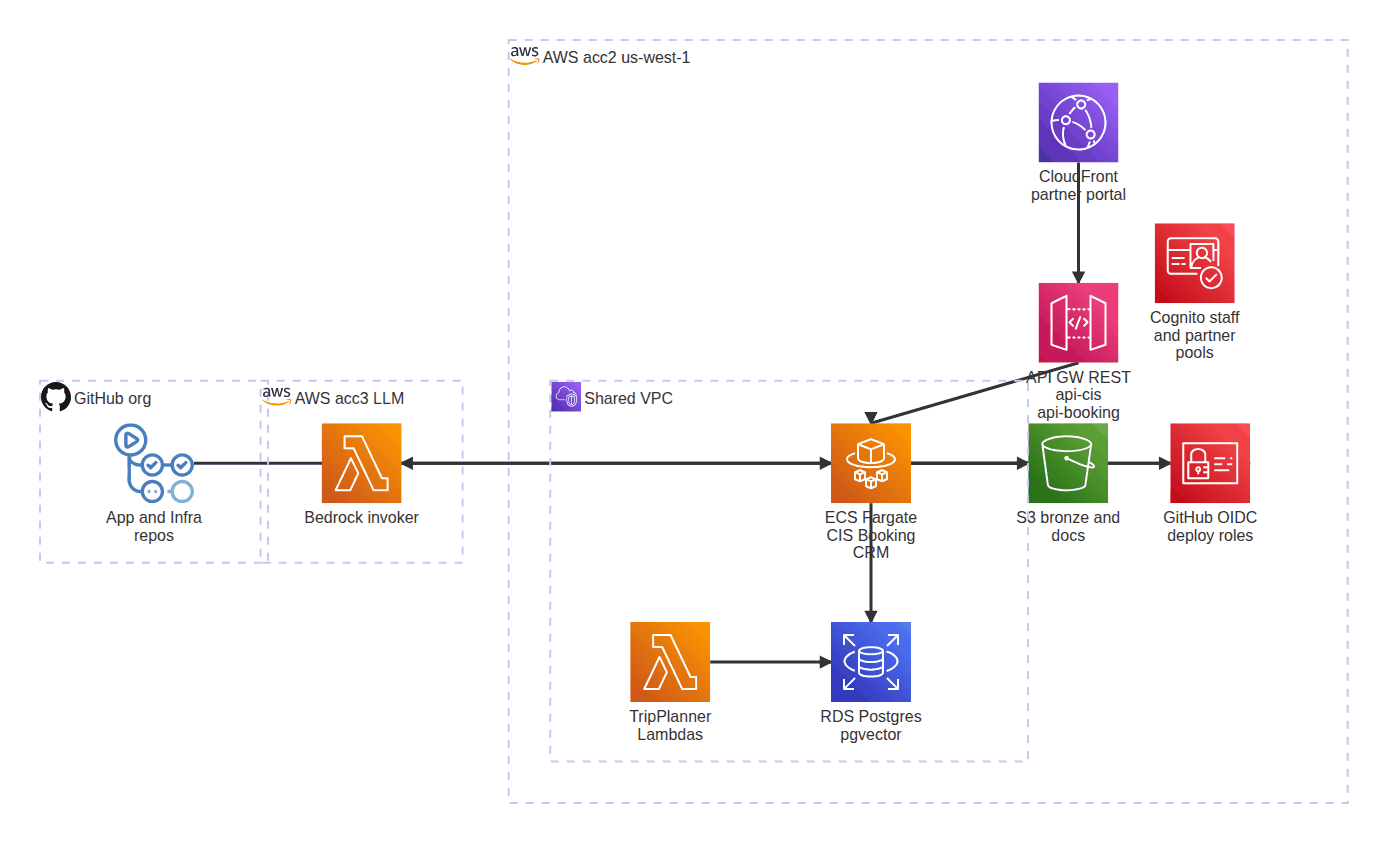 aws
AWS acc2 us-west-1
CloudFront
partner portal
Cognito staff
and partner
pools
API GW REST
api-cis
api-booking
GitHub org
aws
AWS acc3 LLM
Shared VPC
App and Infra
repos
Bedrock invoker
ECS Fargate
CIS Booking
CRM
S3 bronze and
docs
GitHub OIDC
deploy roles
TripPlanner
Lambdas
RDS Postgres
pgvector